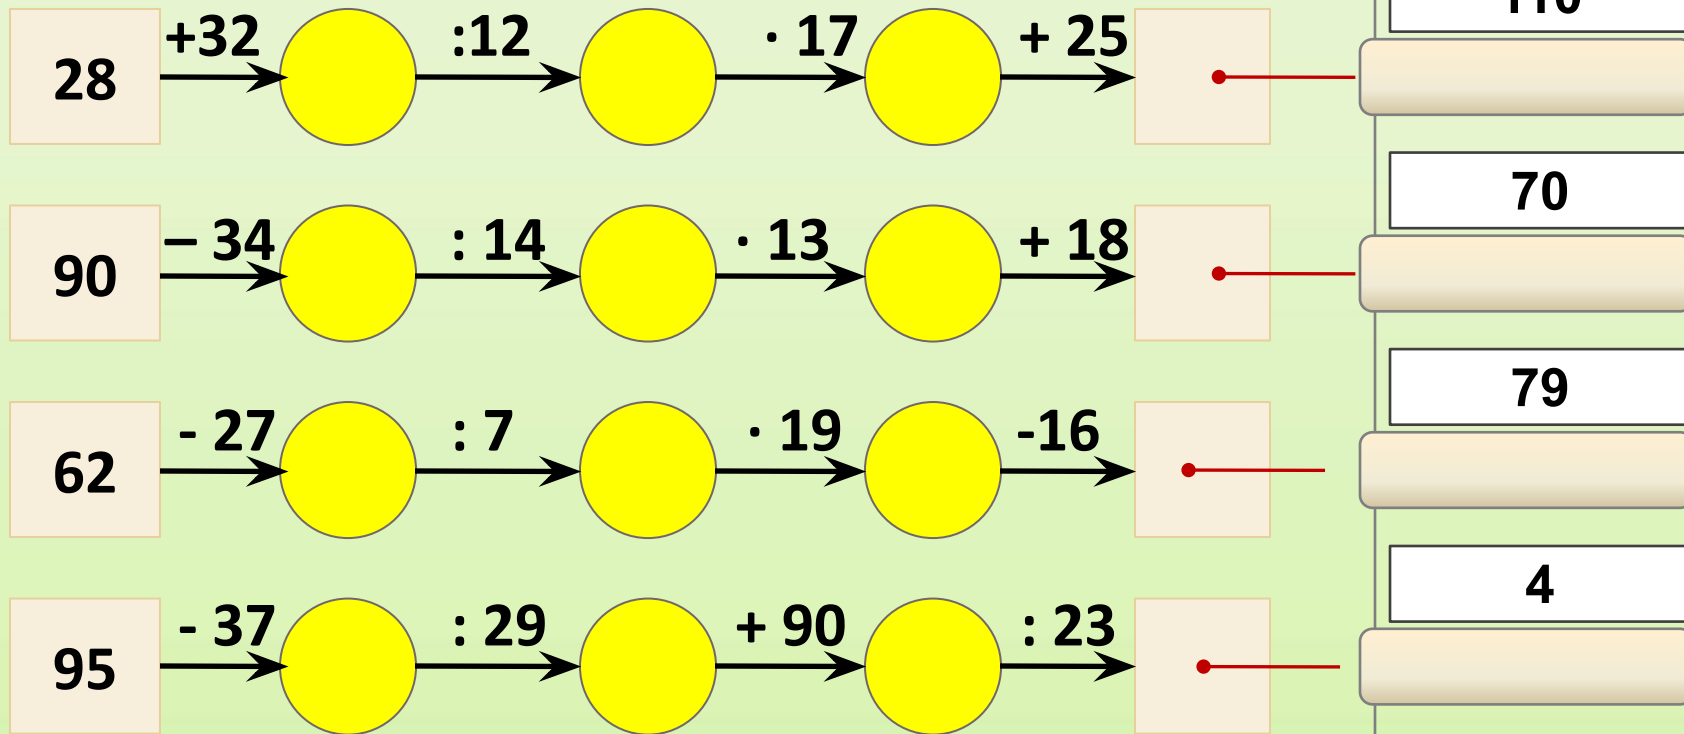 28 +32 :12 · 17 + 25
90 – 34 : 14 · 13 + 18
70
62 - 27 : 7 · 19 -16
79
95 - 37 : 29 + 90 : 23
4